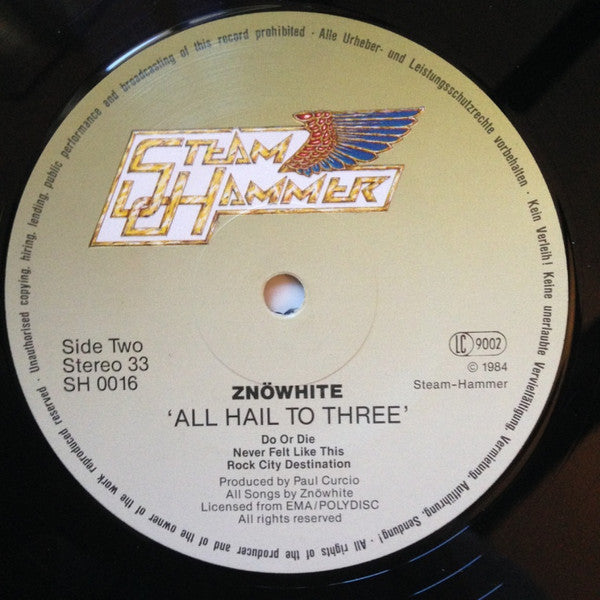 Unauthorised copying, hiring, lending, public performance and broadcasting of this record prohibited · Alle Urheber- und Leistungsschutzrechte vorbehalten · Kein Verleih! Keine unerlaubte Vervielfältigung, Vermietung, Aufführung, Sendung! · All rights of the producer and of the owner of the work reproduced reserved ·
STEAM
HAMMER
Side Two
Stereo 33
SH 0016
LC 9002
© 1984
Steam-Hammer
ZNÖWHITE
'ALL HAIL TO THREE'
Do Or Die
Never Felt Like This
Rock City Destination
Produced by Paul Curcio
All Songs by Znöwhite
Licensed from EMA/POLYDISC
All rights reserved